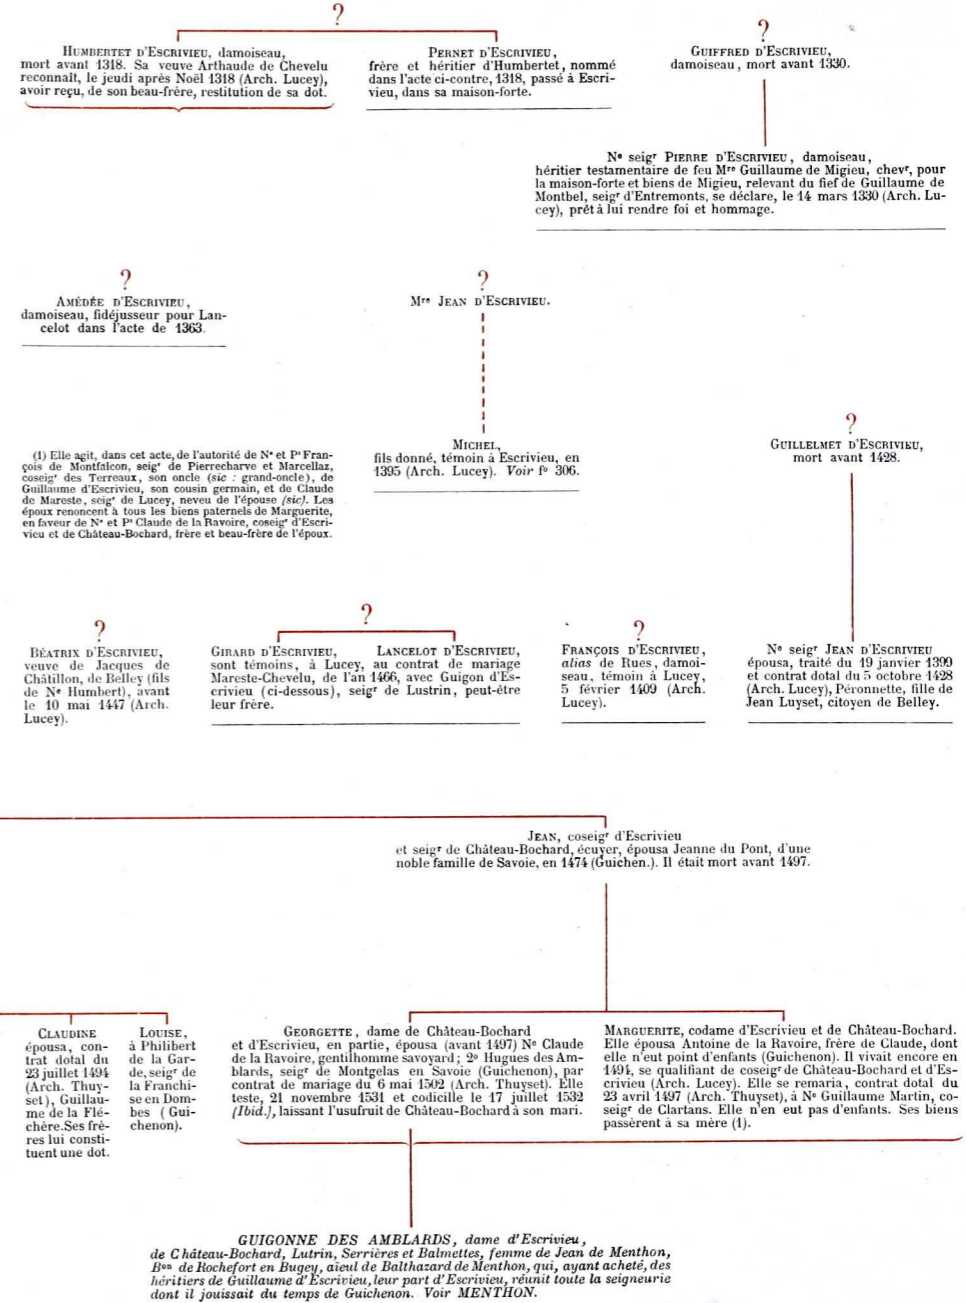 ?
HUMBERTET D'ESCRIVIEU, damoiseau,
mort avant 1318. Sa veuve Arthaude de Chevelu
reconnaît, le jeudi après Noël 1318 (Arch. Lucey),
avoir reçu, de son beau-frère, restitution de sa dot.
PERNET D'ESCRIVIEU,
frère et héritier d'Humbertet, nommé
dans l'acte ci-contre, 1318, passé à Escri-
vieu, dans sa maison-forte.
?
GUIFFRED D'ESCRIVIEU,
damoiseau, mort avant 1330.
Nᵉ seigʳ PIERRE D'ESCRIVIEU, damoiseau,
héritier testamentaire de feu Mʳᵉ Guillaume de Migieu, chevʳ, pour
la maison-forte et biens de Migieu, relevant du fief de Guillaume de
Montbel, seigʳ d'Entremonts, se déclare, le 14 mars 1330 (Arch. Lu-
cey), prêt à lui rendre foi et hommage.
?
AMÉDÉE D'ESCRIVIEU,
damoiseau, fidéjusseur pour Lan-
celot dans l'acte de 1363.
?
Mʳᵉ JEAN D'ESCRIVIEU.
MICHEL,
fils donné, témoin à Escrivieu, en
1395 (Arch. Lucey). Voir fº 306.
(1) Elle agit, dans cet acte, de l'autorité de Nᵉ et Pᵗ Fran-
çois de Montfalcon, seigʳ de Pierrecharve et Marcellaz,
coseigʳ des Terreaux, son oncle (sic : grand-oncle), de
Guillaume d'Escrivieu, son cousin germain, et de Claude
de Mareste, seigʳ de Lucey, neveu de l'épouse (sic). Les
époux renoncent à tous les biens paternels de Marguerite,
en faveur de Nᵉ et Pᵗ Claude de la Ravoire, coseigʳ d'Escri-
vieu et de Château-Bochard, frère et beau-frère de l'époux.
?
GUILLELMET D'ESCRIVIEU,
mort avant 1428.
?
BÉATRIX D'ESCRIVIEU,
veuve de Jacques de
Châtillon, de Belley (fils
de Nᵉ Humbert), avant
le 10 mai 1447 (Arch.
Lucey).
?
GIRARD D'ESCRIVIEU, LANCELOT D'ESCRIVIEU,
sont témoins, à Lucey, au contrat de mariage
Mareste-Chevelu, de l'an 1466, avec Guigon d'Es-
crivieu (ci-dessous), seigʳ de Lustrin, peut-être
leur frère.
?
FRANÇOIS D'ESCRIVIEU,
alias de Rues, damoi-
seau, témoin à Lucey,
5 février 1409 (Arch.
Lucey).
Nᵉ seigʳ JEAN D'ESCRIVIEU
épousa, traité du 19 janvier 1399
et contrat dotal du 5 octobre 1428
(Arch. Lucey), Péronnette, fille de
Jean Luyset, citoyen de Belley.
JEAN, coseigʳ d'Escrivieu
et seigʳ de Château-Bochard, écuyer, épousa Jeanne du Pont, d'une
noble famille de Savoie, en 1474 (Guichen.). Il était mort avant 1497.
CLAUDINE
épousa, con-
trat dotal du
23 juillet 1494
(Arch. Thuy-
set), Guillau-
me de la Flé-
chère. Ses frè-
res lui consti-
tuent une dot.
LOUISE,
à Philibert
de la Gar-
de, seigʳ de
la Franchi-
se en Dom-
bes (Gui-
chenon).
GEORGETTE, dame de Château-Bochard
et d'Escrivieu, en partie, épousa (avant 1497) Nᵉ Claude
de la Ravoire, gentilhomme savoyard ; 2º Hugues des Am-
blards, seigʳ de Montgelas en Savoie (Guichenon), par
contrat de mariage du 6 mai 1502 (Arch. Thuyset). Elle
teste, 21 novembre 1531 et codicille le 17 juillet 1532
(Ibid.), laissant l'usufruit de Château-Bochard à son mari.
MARGUERITE, codame d'Escrivieu et de Château-Bochard.
Elle épousa Antoine de la Ravoire, frère de Claude, dont
elle n'eut point d'enfants (Guichenon). Il vivait encore en
1494, se qualifiant de coseigʳ de Château-Bochard et d'Es-
crivieu (Arch. Lucey). Elle se remaria, contrat dotal du
23 avril 1497 (Arch. Thuyset), à Nᵉ Guillaume Martin, co-
seigʳ de Clartans. Elle n'en eut pas d'enfants. Ses biens
passèrent à sa mère (1).
GUIGONNE DES AMBLARDS, dame d'Escrivieu,
de Château-Bochard, Lutrin, Serrières et Balmettes, femme de Jean de Menthon,
Bᵒⁿ de Rochefort en Bugey, aïeul de Balthazard de Menthon, qui, ayant acheté, des
héritiers de Guillaume d'Escrivieu, leur part d'Escrivieu, réunit toute la seigneurie
dont il jouissait du temps de Guichenon. Voir MENTHON.